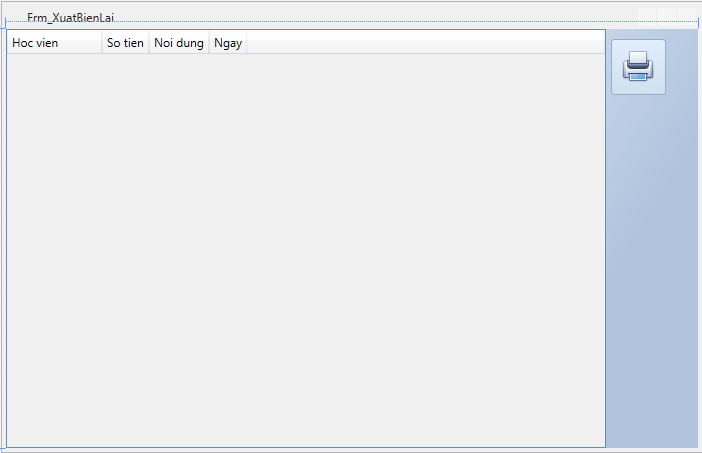 Frm_XuatBienLai
Hoc vien So tien Noi dung Ngay